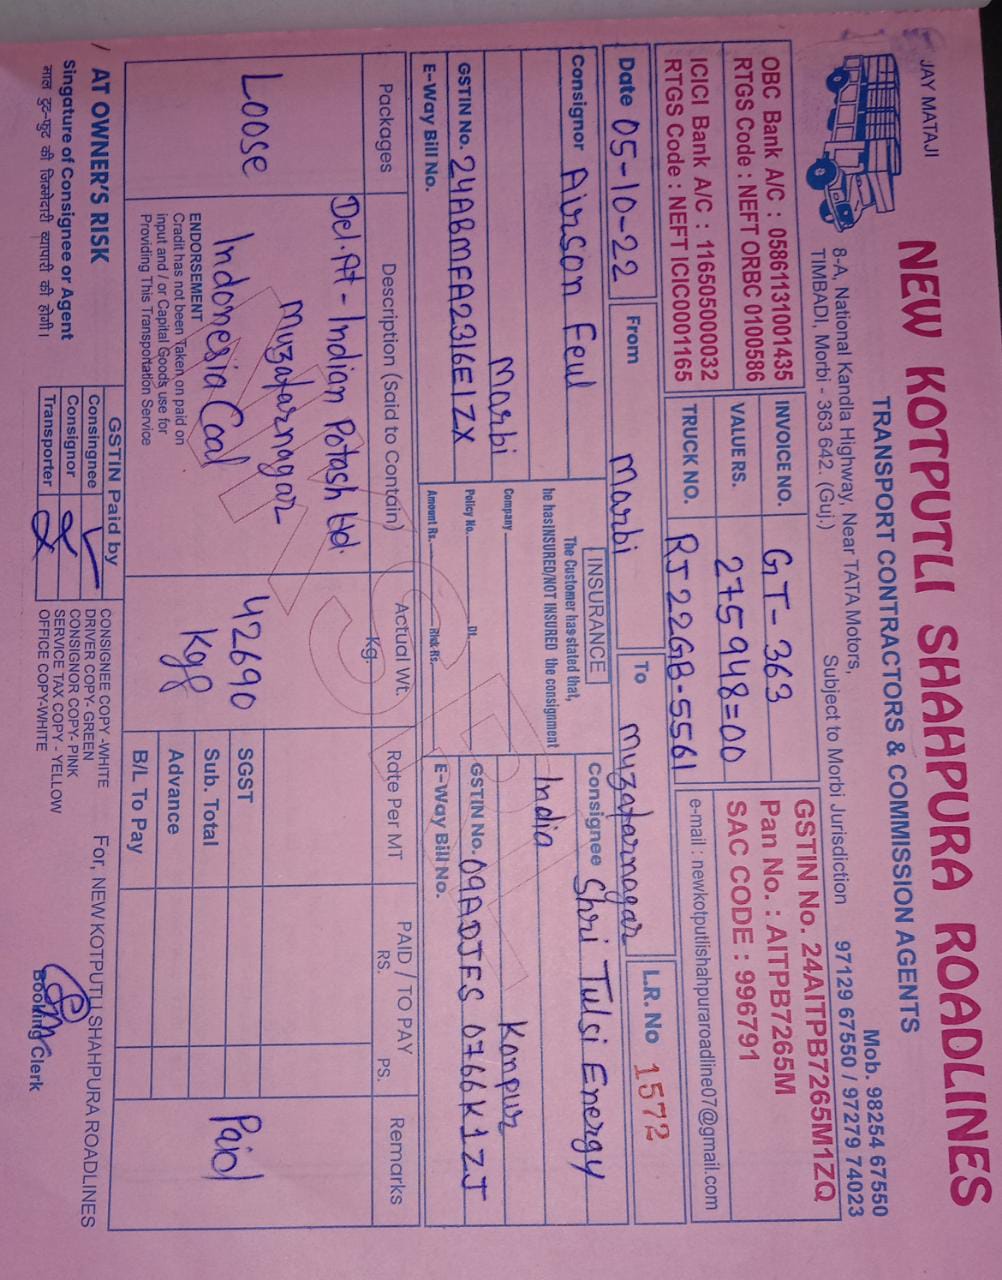 JAY MATAJI
NEW KOTPUTLI SHAHPURA ROADLINES
TRANSPORT CONTRACTORS & COMMISSION AGENTS
8-A, National Kandla Highway, Near TATA Motors,
TIMBADI, Morbi - 363 642. (Guj.)
Subject to Morbi Jurisdiction
Mob. 98254 67550
97129 67550 / 97279 74023
OBC Bank A/C : 05861131001435
RTGS Code : NEFT ORBC 0100586
ICICI Bank A/C : 116505000032
RTGS Code : NEFT ICIC0001165
INVOICE NO. GT-363
VALUE RS. 275948=00
TRUCK NO. RJ22GB-5561
GSTIN No. 24AITPB7265M1ZQ
Pan No. : AITPB7265M
SAC CODE : 996791
e-mail : newkotputlishahpuraroadline07@gmail.com
Date 05-10-22 From Marbi To Muzafarnagar L.R. No 1572
Consignor Airson Feul
Marbi
GSTIN No. 24ABMFA2316E1ZX
E-Way Bill No.
INSURANCE
The Customer has stated that,
he has INSURED/NOT INSURED the consignment
Company
Policy No. Dt.
Amount Rs. Risk Rs.
Consignee Shri Tulsi Energy
India Kanpur
GSTIN No. 09ADJFS 0766K1ZJ
E-Way Bill No.
Packages Description (Said to Contain) Actual Wt. Kg. Rate Per MT PAID / TO PAY RS. PS. Remarks
Del. At - Indian Potash Ltd.
Muzafarnagar
Loose Indonesia Coal 42690 Kgs Paid
ENDORSEMENT
Cradit has not been Taken on paid on
input and / or Capital Goods use for
Providing This Transportation Service
SGST
Sub. Total
Advance
B/L To Pay
AT OWNER'S RISK
Singature of Consignee or Agent
माल टुट-फुट की जिम्मेदारी व्यापारी की होगी।
GSTIN Paid by
Consingnee ✓
Consignor
Transporter
CONSIGNEE COPY -WHITE
DRIVER COPY- GREEN
CONSIGNOR COPY- PINK
SERVICE TAX COPY - YELLOW
OFFICE COPY-WHITE
For, NEW KOTPUTLI SHAHPURA ROADLINES
Booking Clerk